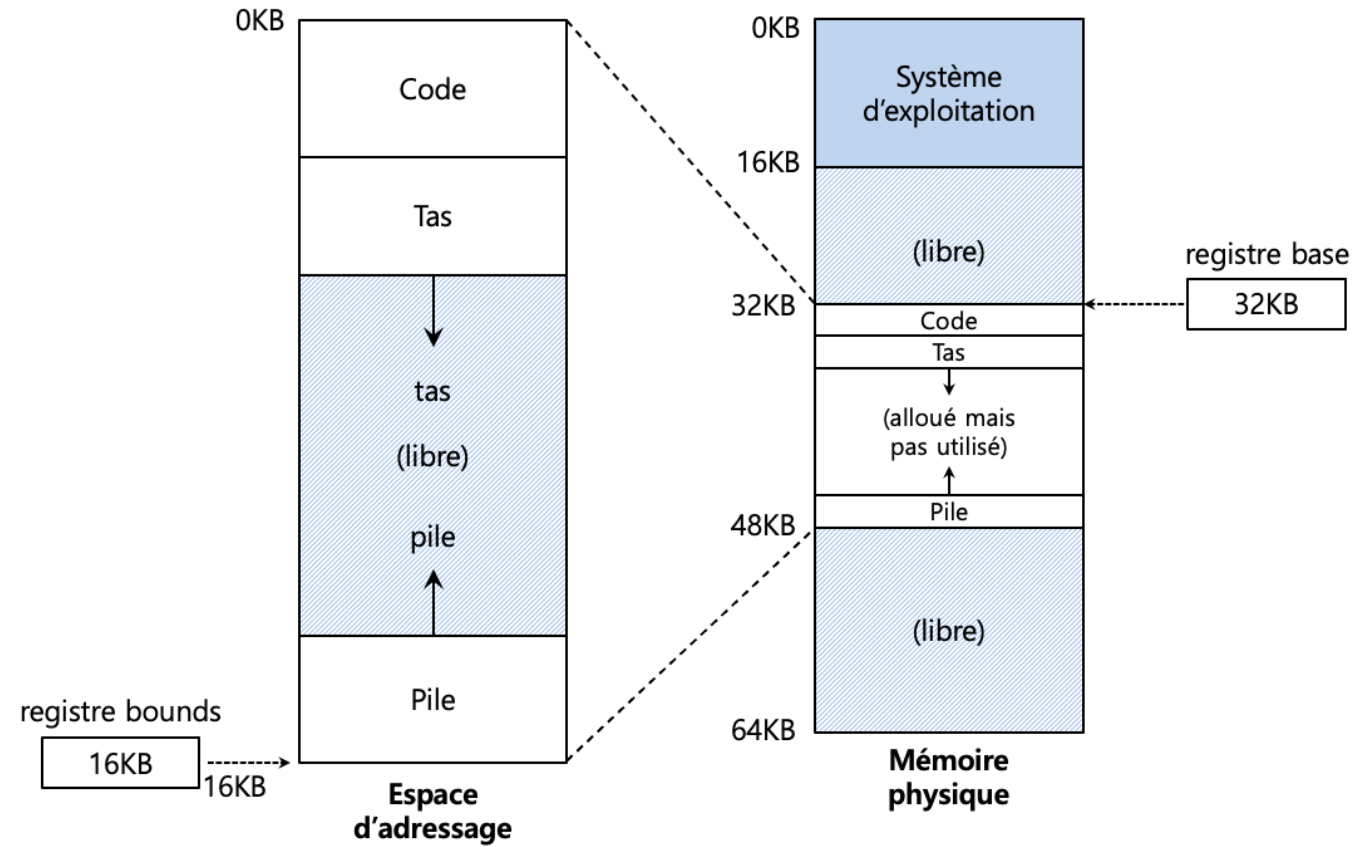 0KB
Code
Tas
tas
(libre)
pile
Pile
registre bounds
16KB
16KB
Espace
d'adressage
0KB
Système
d'exploitation
16KB
(libre)
32KB
Code
Tas
(alloué mais
pas utilisé)
Pile
48KB
(libre)
64KB
Mémoire
physique
registre base
32KB